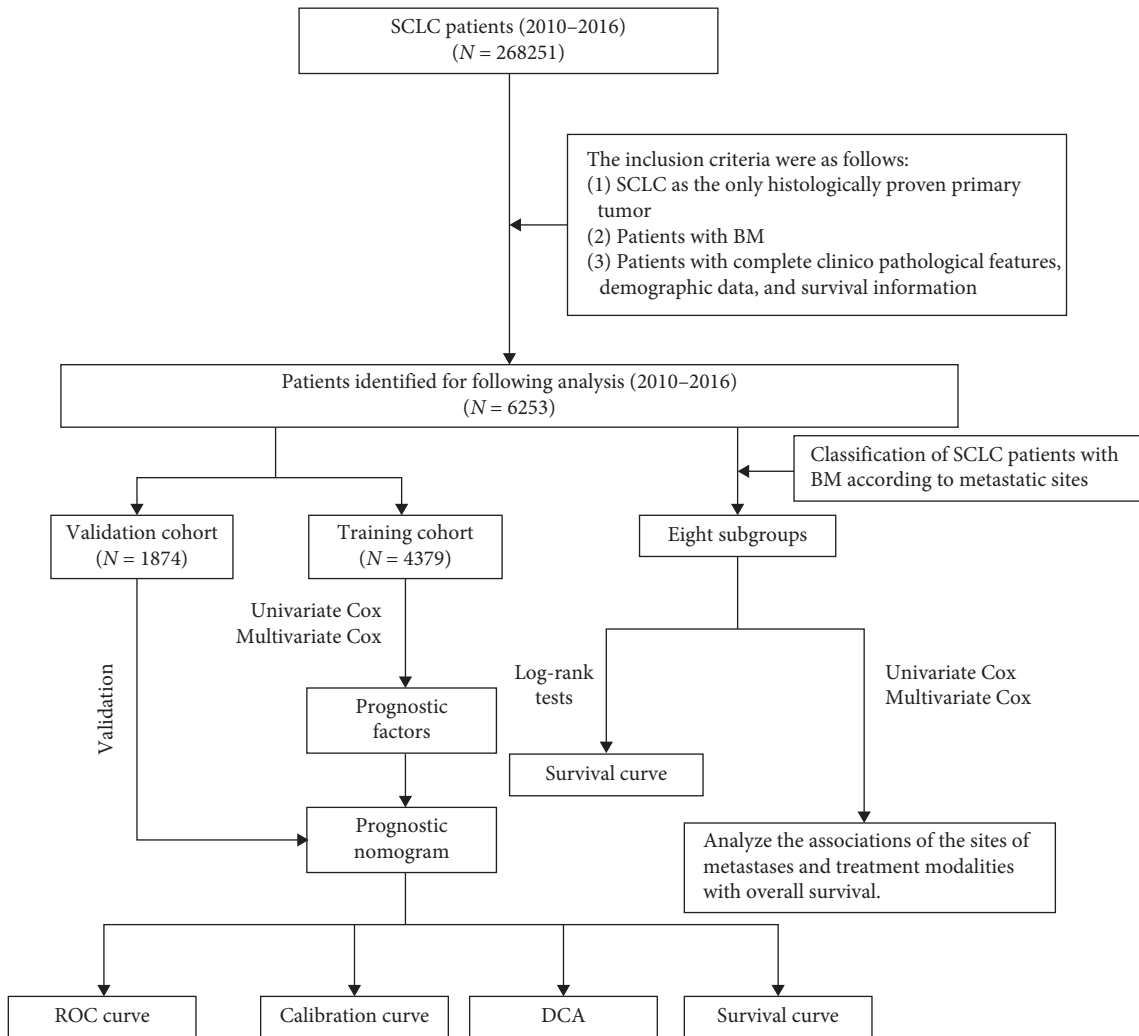 SCLC patients (2010–2016)
(N = 268251)
The inclusion criteria were as follows:
(1) SCLC as the only histologically proven primary
tumor
(2) Patients with BM
(3) Patients with complete clinico pathological features,
demographic data, and survival information
Patients identified for following analysis (2010–2016)
(N = 6253)
Classification of SCLC patients with
BM according to metastatic sites
Validation cohort
(N = 1874)
Training cohort
(N = 4379)
Eight subgroups
Univariate Cox
Multivariate Cox
Validation
Log-rank
tests
Univariate Cox
Multivariate Cox
Prognostic
factors
Survival curve
Prognostic
nomogram
Analyze the associations of the sites of
metastases and treatment modalities
with overall survival.
ROC curve
Calibration curve
DCA
Survival curve